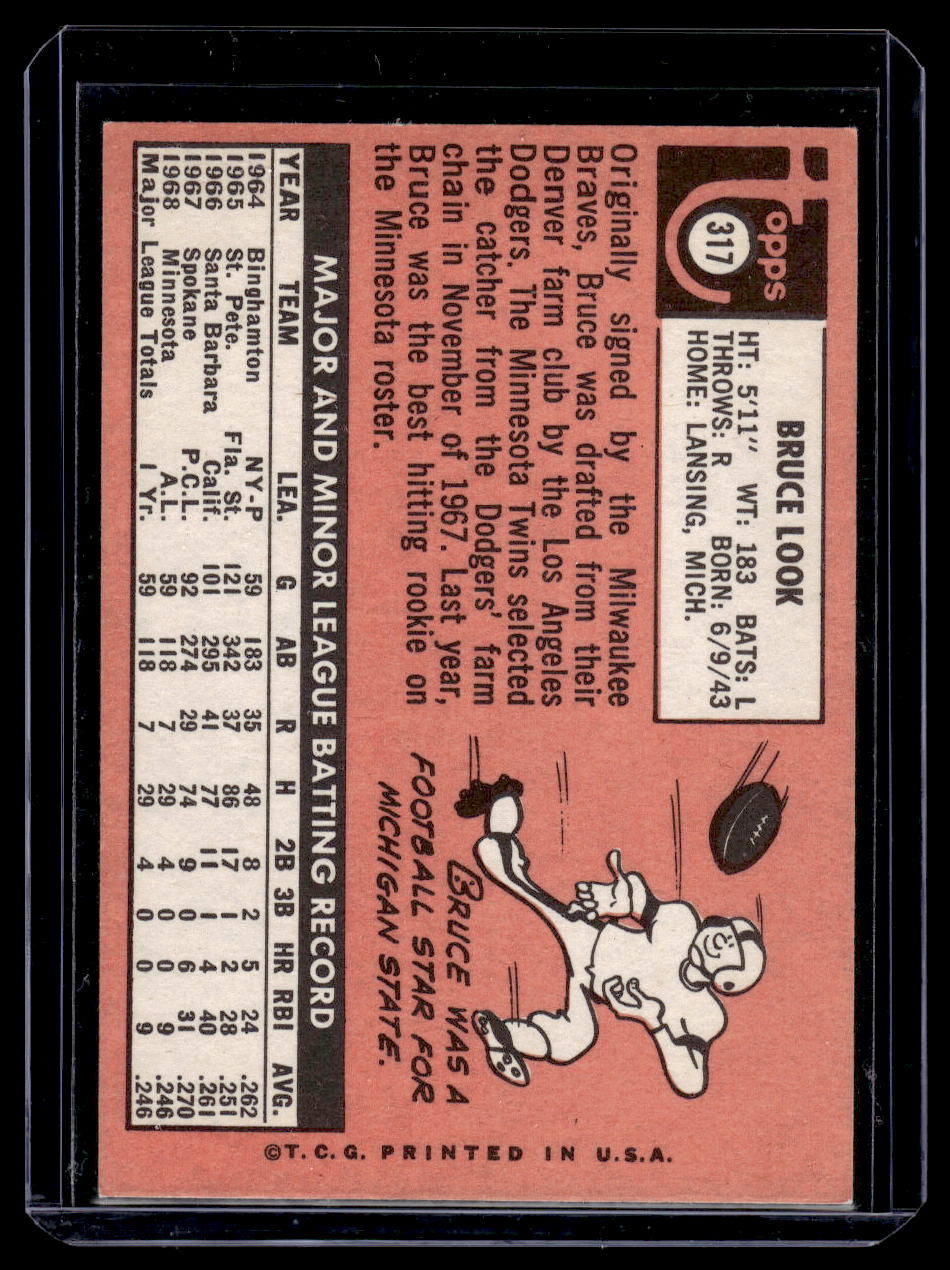 Topps
317
BRUCE LOOK
HT: 5'11" WT: 183 BATS: L
THROWS: R BORN: 6/9/43
HOME: LANSING, MICH.
Originally signed by the Milwaukee
Braves, Bruce was drafted from their
Denver farm club by the Los Angeles
Dodgers. The Minnesota Twins selected
the catcher from the Dodgers' farm
chain in November of 1967. Last year,
Bruce was the best hitting rookie on
the Minnesota roster.
BRUCE WAS A
FOOTBALL STAR FOR
MICHIGAN STATE.
MAJOR AND MINOR LEAGUE BATTING RECORD
YEAR TEAM LEA. G AB R H 2B 3B HR RBI AVG.
1964 Binghamton NY-P 59 183 35 48 8 2 5 24 .262
1965 St. Pete. Fla. St. 121 342 37 86 17 1 2 28 .251
1966 Santa Barbara Calif. 101 295 41 77 11 1 4 40 .261
1967 Spokane P.C.L. 92 274 29 74 9 0 6 31 .270
1968 Minnesota A.L. 59 118 7 29 4 0 0 9 .246
Major League Totals 1 Yr. 59 118 7 29 4 0 0 9 .246
©T.C.G. PRINTED IN U.S.A.